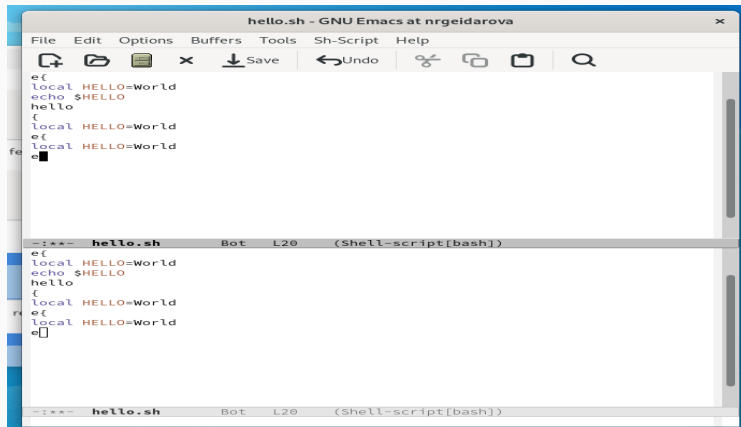 hello.sh - GNU Emacs at nrgeidarova
File Edit Options Buffers Tools Sh-Script Help
Save Undo
e{
local HELLO=World
echo $HELLO
hello
{
local HELLO=World
e{
local HELLO=World
e
-:**- hello.sh Bot L20 (Shell-script[bash])
e{
local HELLO=World
echo $HELLO
hello
{
local HELLO=World
e{
local HELLO=World
e
-:**- hello.sh Bot L20 (Shell-script[bash])
fe
re